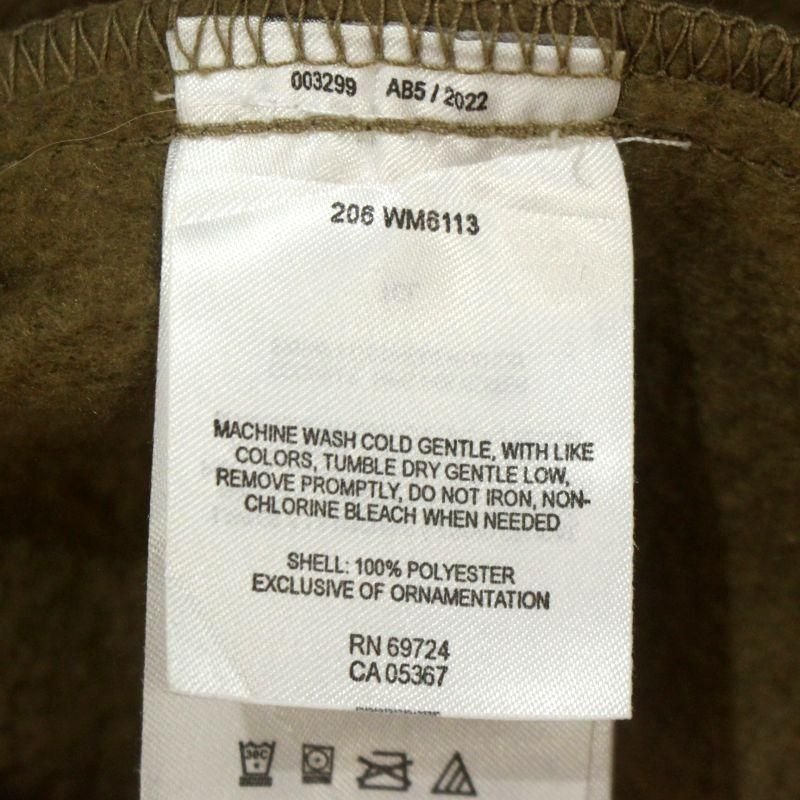 003299 AB5 / 2022
206 WM6113
MACHINE WASH COLD GENTLE, WITH LIKE
COLORS, TUMBLE DRY GENTLE LOW,
REMOVE PROMPTLY, DO NOT IRON, NON-
CHLORINE BLEACH WHEN NEEDED
SHELL: 100% POLYESTER
EXCLUSIVE OF ORNAMENTATION
RN 69724
CA 05367
30C